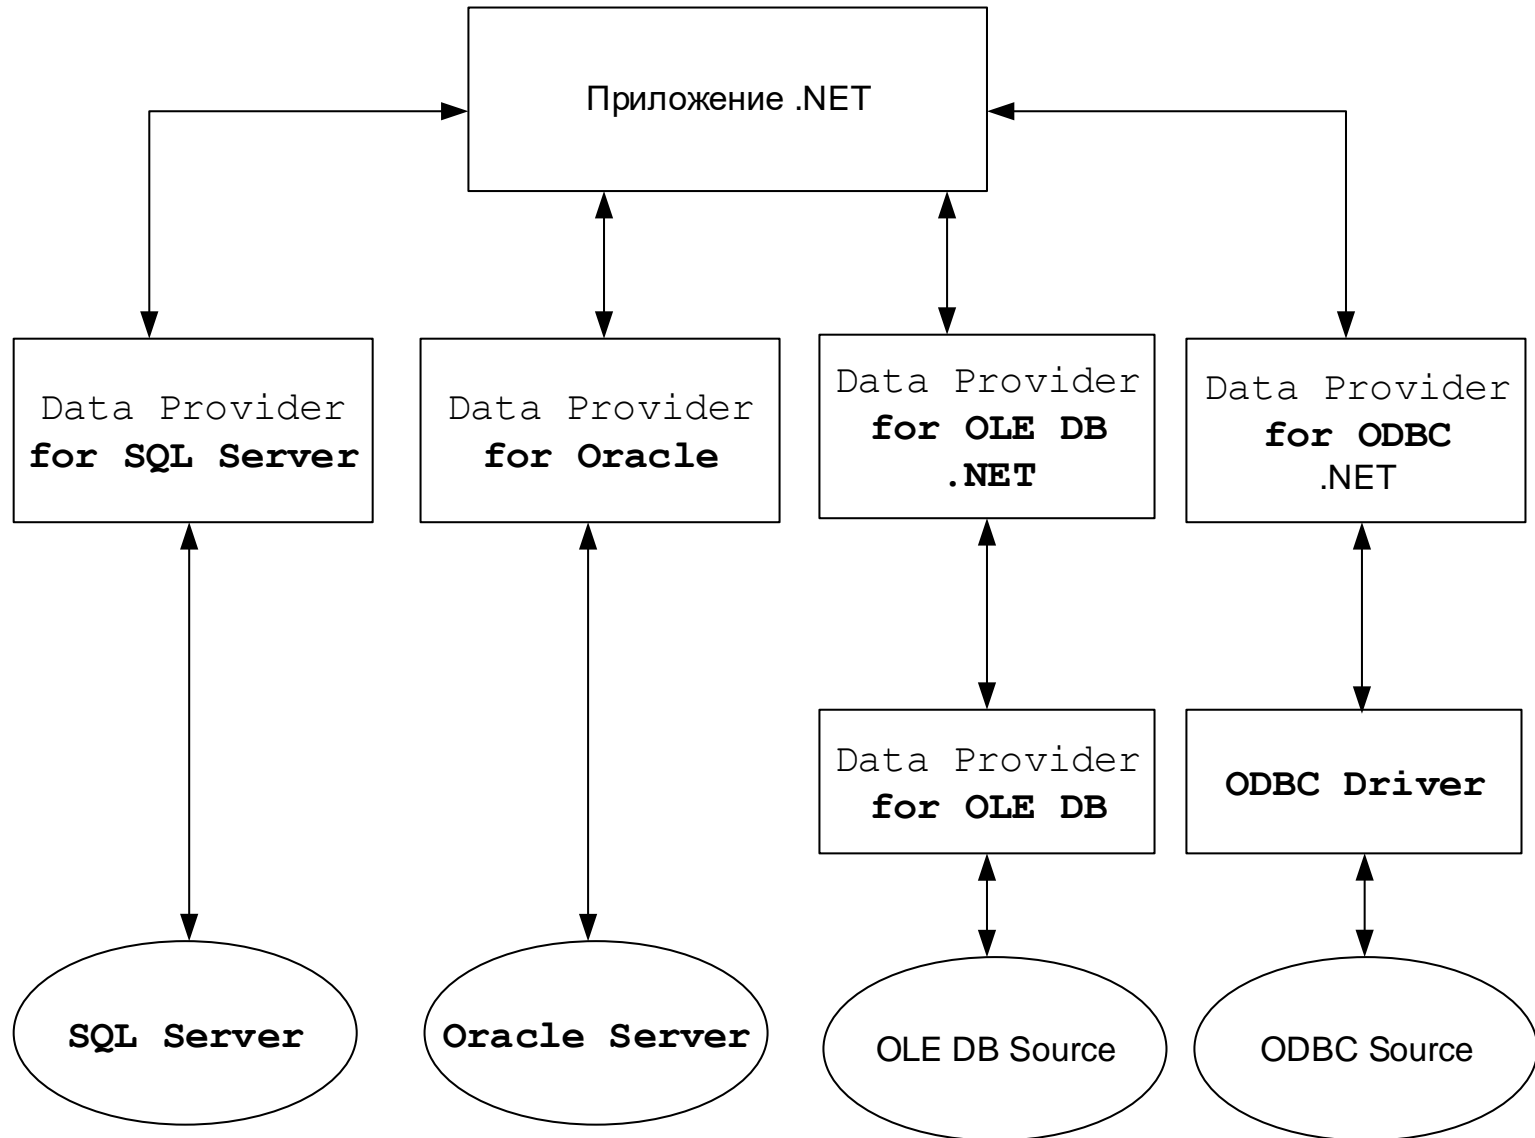 Приложение .NET
Data Provider
for SQL Server
Data Provider
for Oracle
Data Provider
for OLE DB
.NET
Data Provider
for ODBC
.NET
Data Provider
for OLE DB
ODBC Driver
SQL Server
Oracle Server
OLE DB Source
ODBC Source